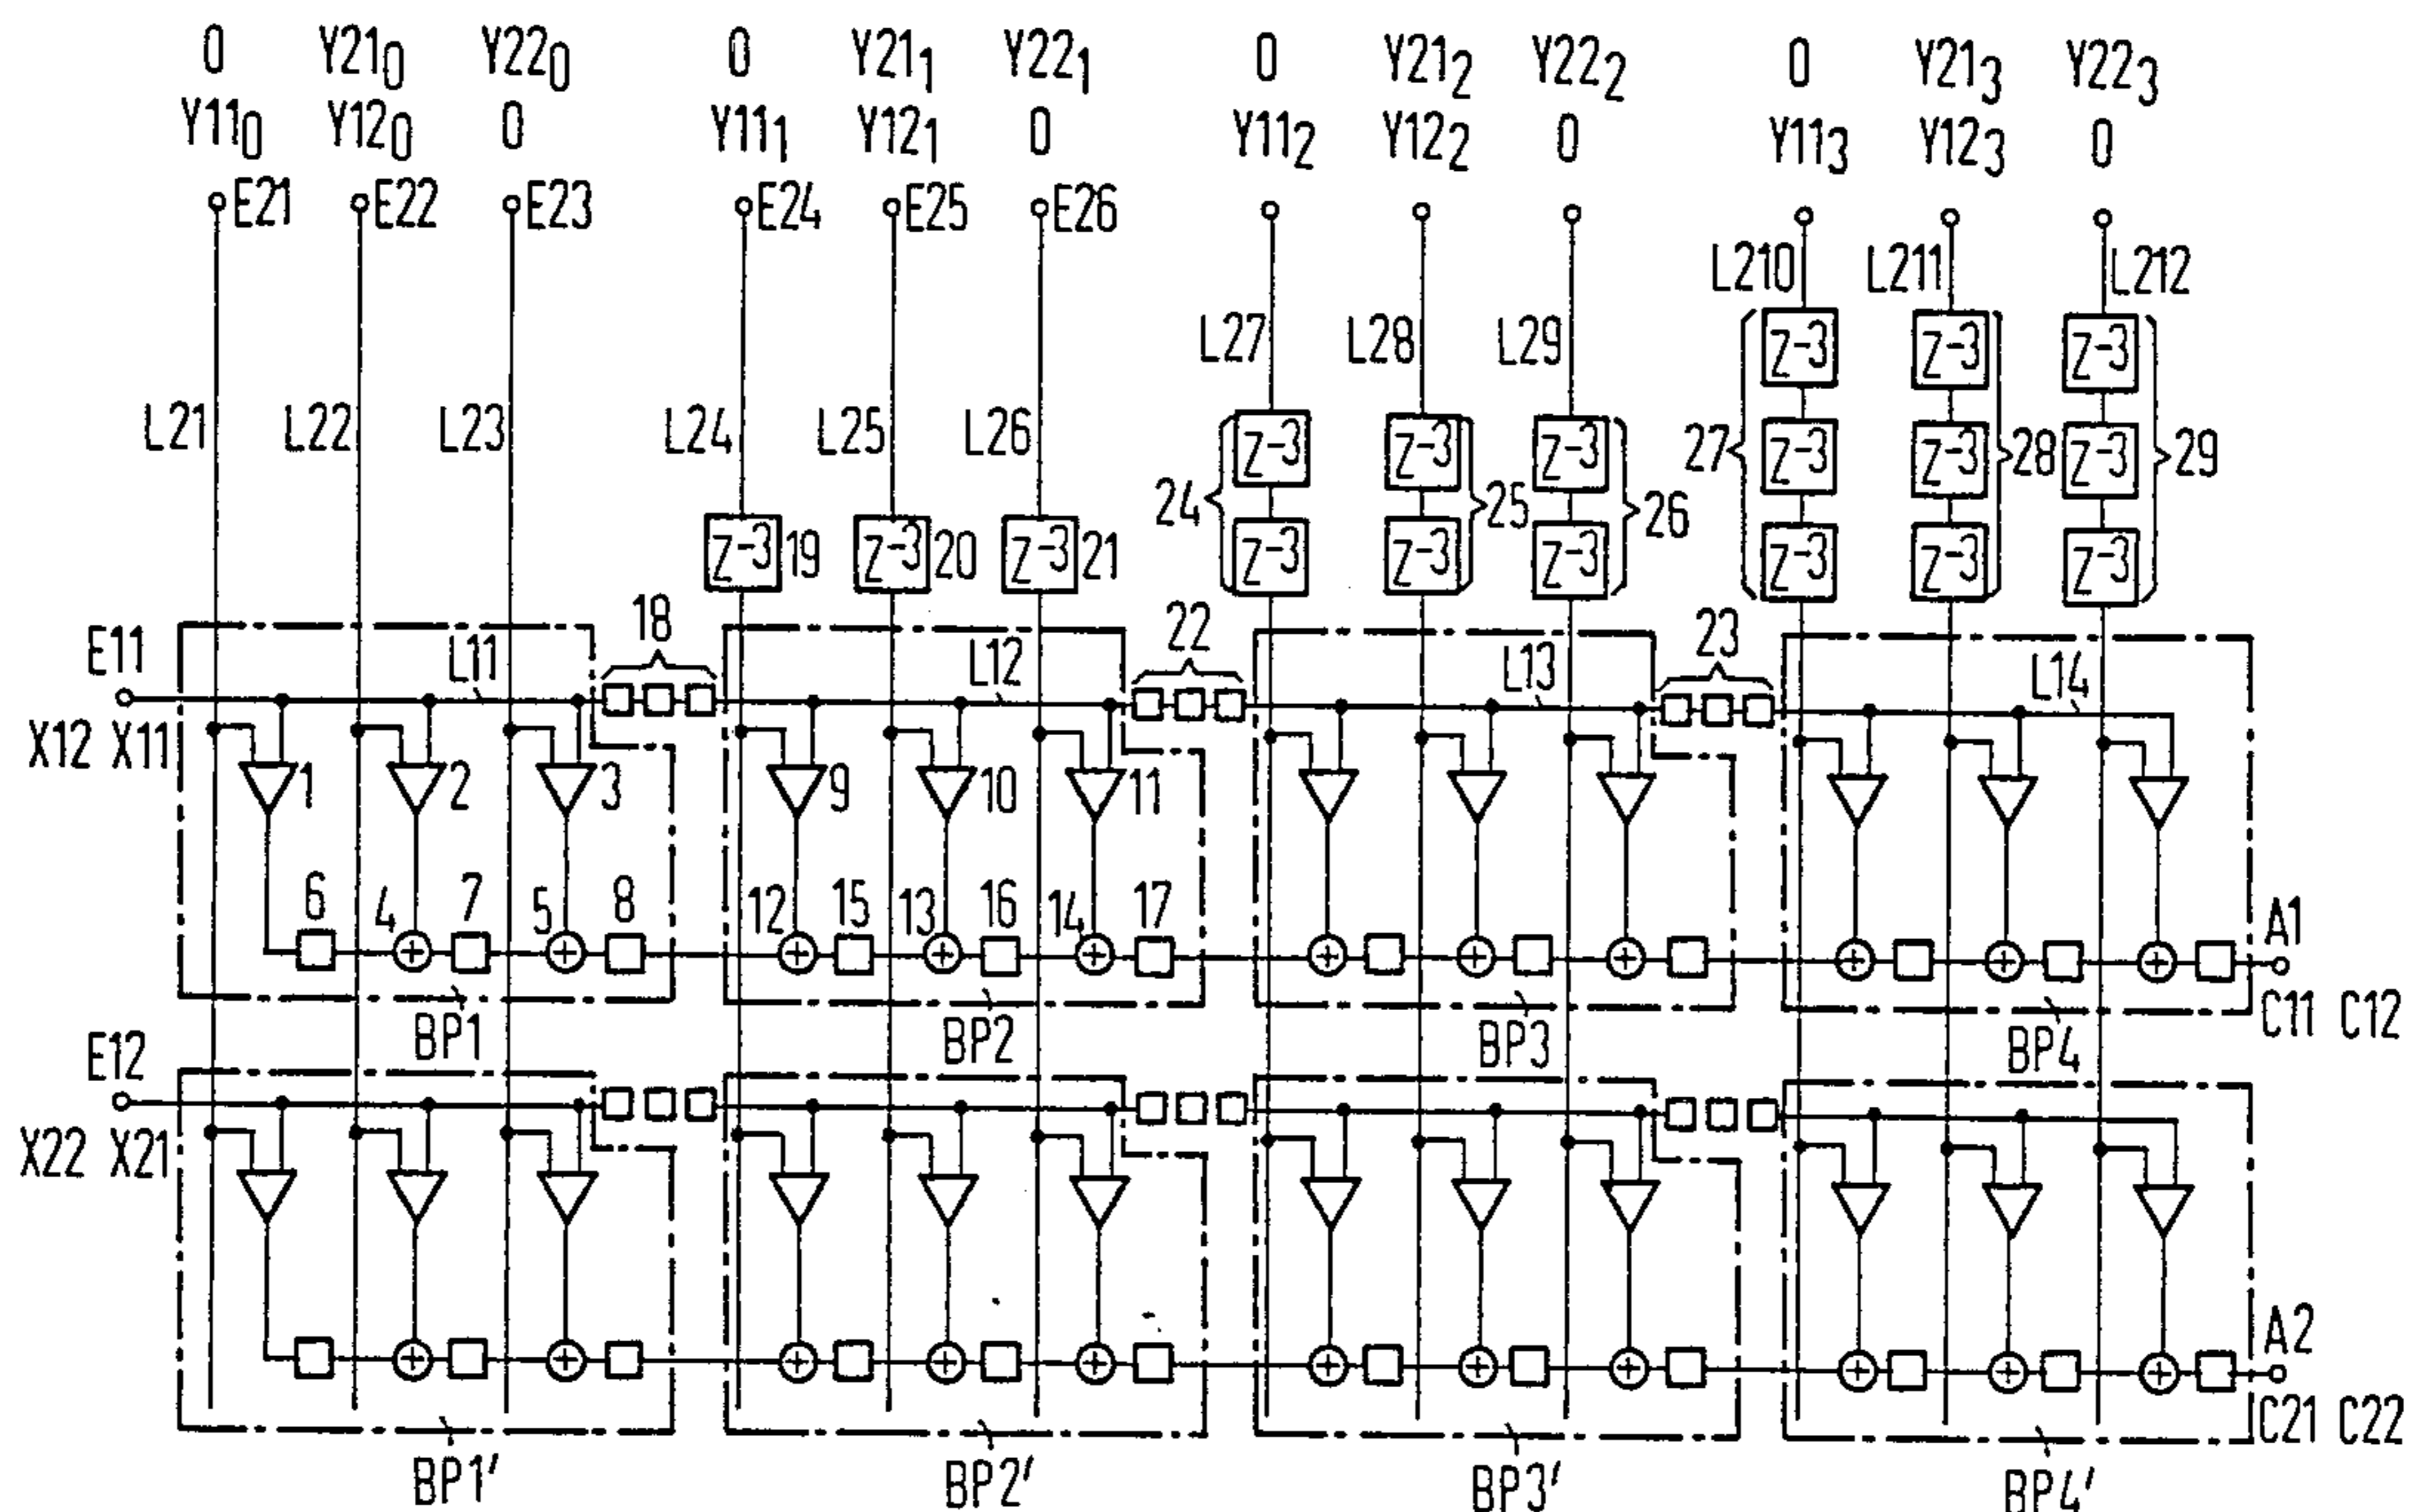 0 Y21₀ Y22₀ 0 Y21₁ Y22₁ 0 Y21₂ Y22₂ 0 Y21₃ Y22₃
Y11₀ Y12₀ 0 Y11₁ Y12₁ 0 Y11₂ Y12₂ 0 Y11₃ Y12₃ 0
E21 E22 E23 E24 E25 E26
L210 L211 L212
L27 L28 L29 Z-3 Z-3 Z-3
L21 L22 L23 L24 L25 L26
Z-3 Z-3 Z-3 27 Z-3 Z-3 28 Z-3 29
24 25 26
Z-3 19 Z-3 20 Z-3 21 Z-3 Z-3 Z-3 Z-3 Z-3 Z-3
18 22 23
E11 L11 L12 L13 L14
X12 X11
1 2 3 9 10 11
6 4 7 5 8 12 15 13 16 14 17 A1
+ + + + + + + + + + +
C11 C12
BP1 BP2 BP3 BP4
E12
X22 X21
A2
+ + + + + + + + + + +
C21 C22
BP1' BP2' BP3' BP4'